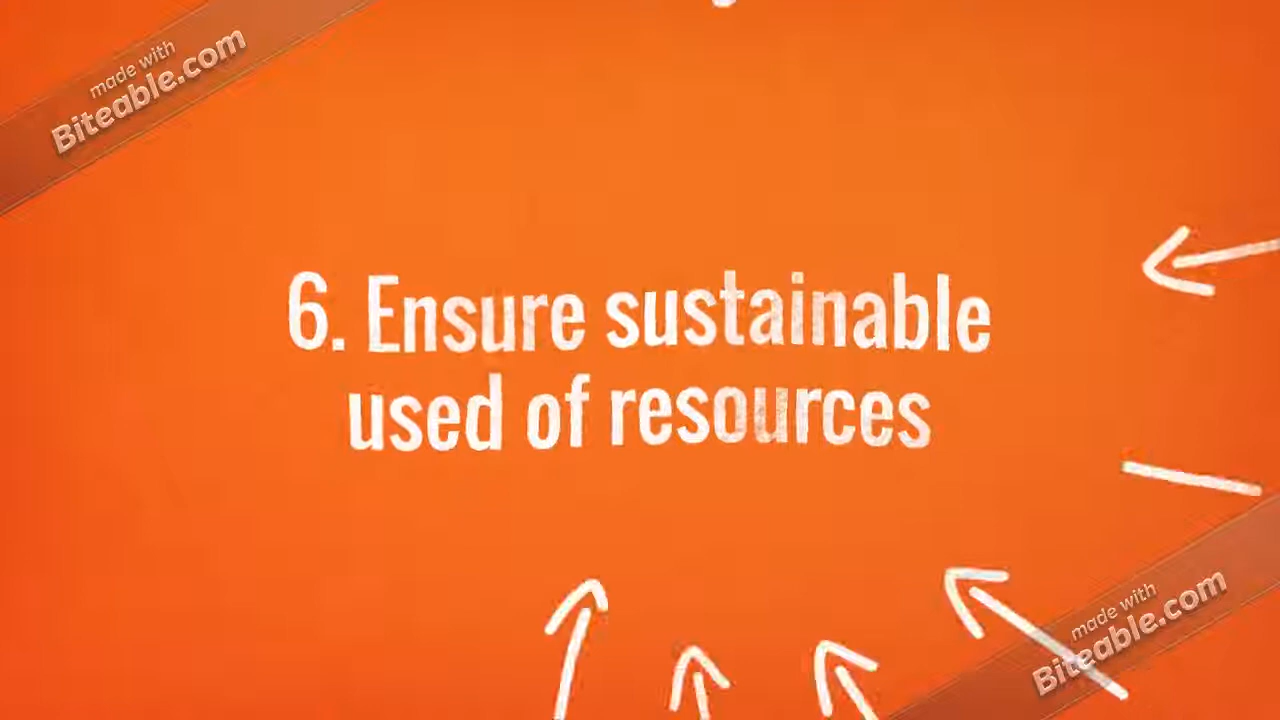 made with
Biteable.com
6. Ensure sustainable
used of resources
made with
Biteable.com